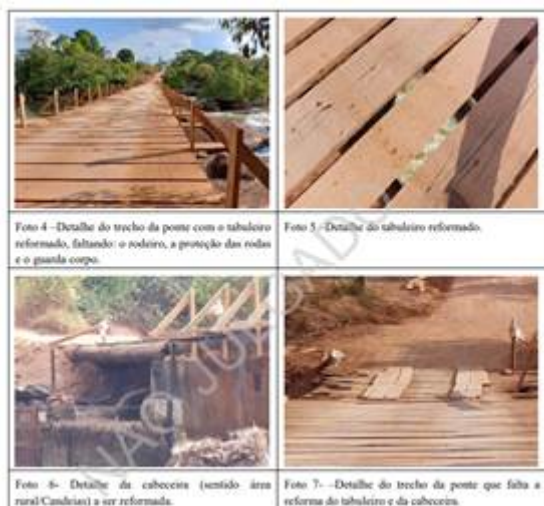 Foto 4 –Detalhe do trecho da ponte com o tabuleiro
reformado, faltando: o rodeiro, a proteção das rodas
e o guarda corpo.
Foto 5 –Detalhe do tabuleiro reformado.
Foto 6- Detalhe da cabeceira (sentido área
rural/Candeias) a ser reformada.
Foto 7- –Detalhe do trecho da ponte que falta a
reforma do tabuleiro e da cabeceira.
NÃO JULGADO